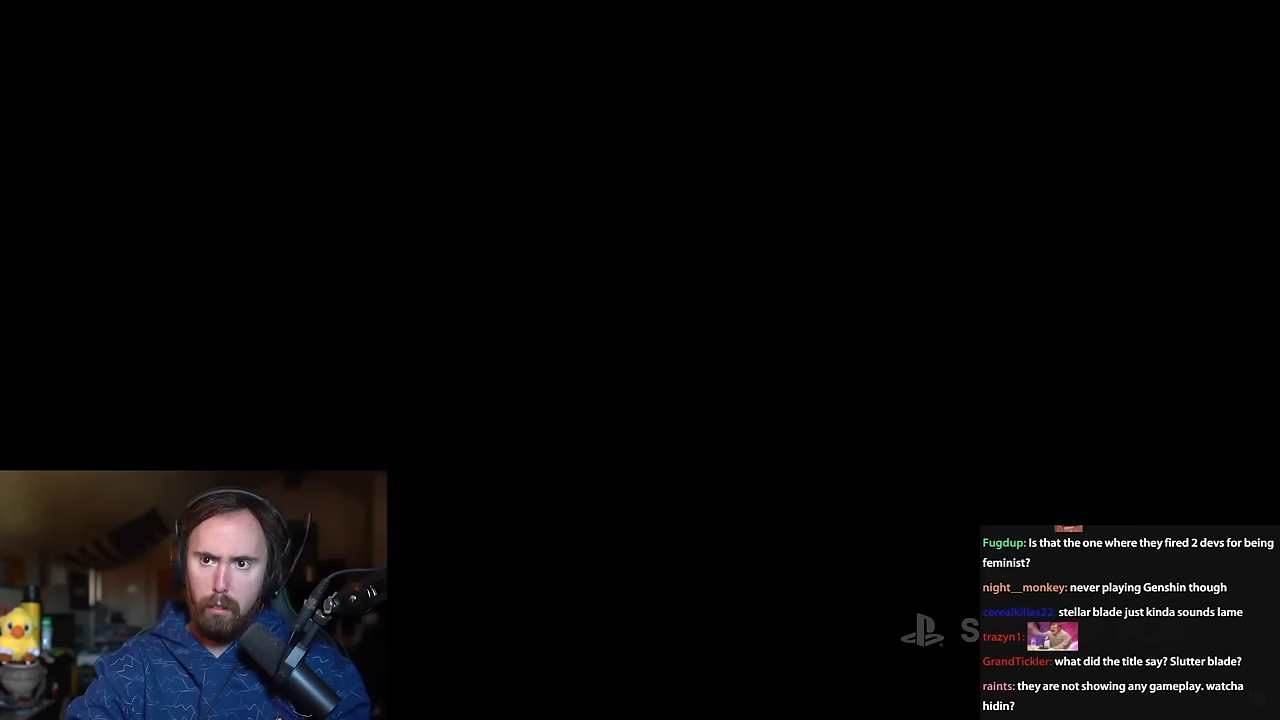 Fugdup: Is that the one where they fired 2 devs for being
feminist?
night__monkey: never playing Genshin though
cerealkillas22: stellar blade just kinda sounds lame
trazyn1:
S
GrandTickler: what did the title say? Slutter blade?
raints: they are not showing any gameplay. watcha
hidin?